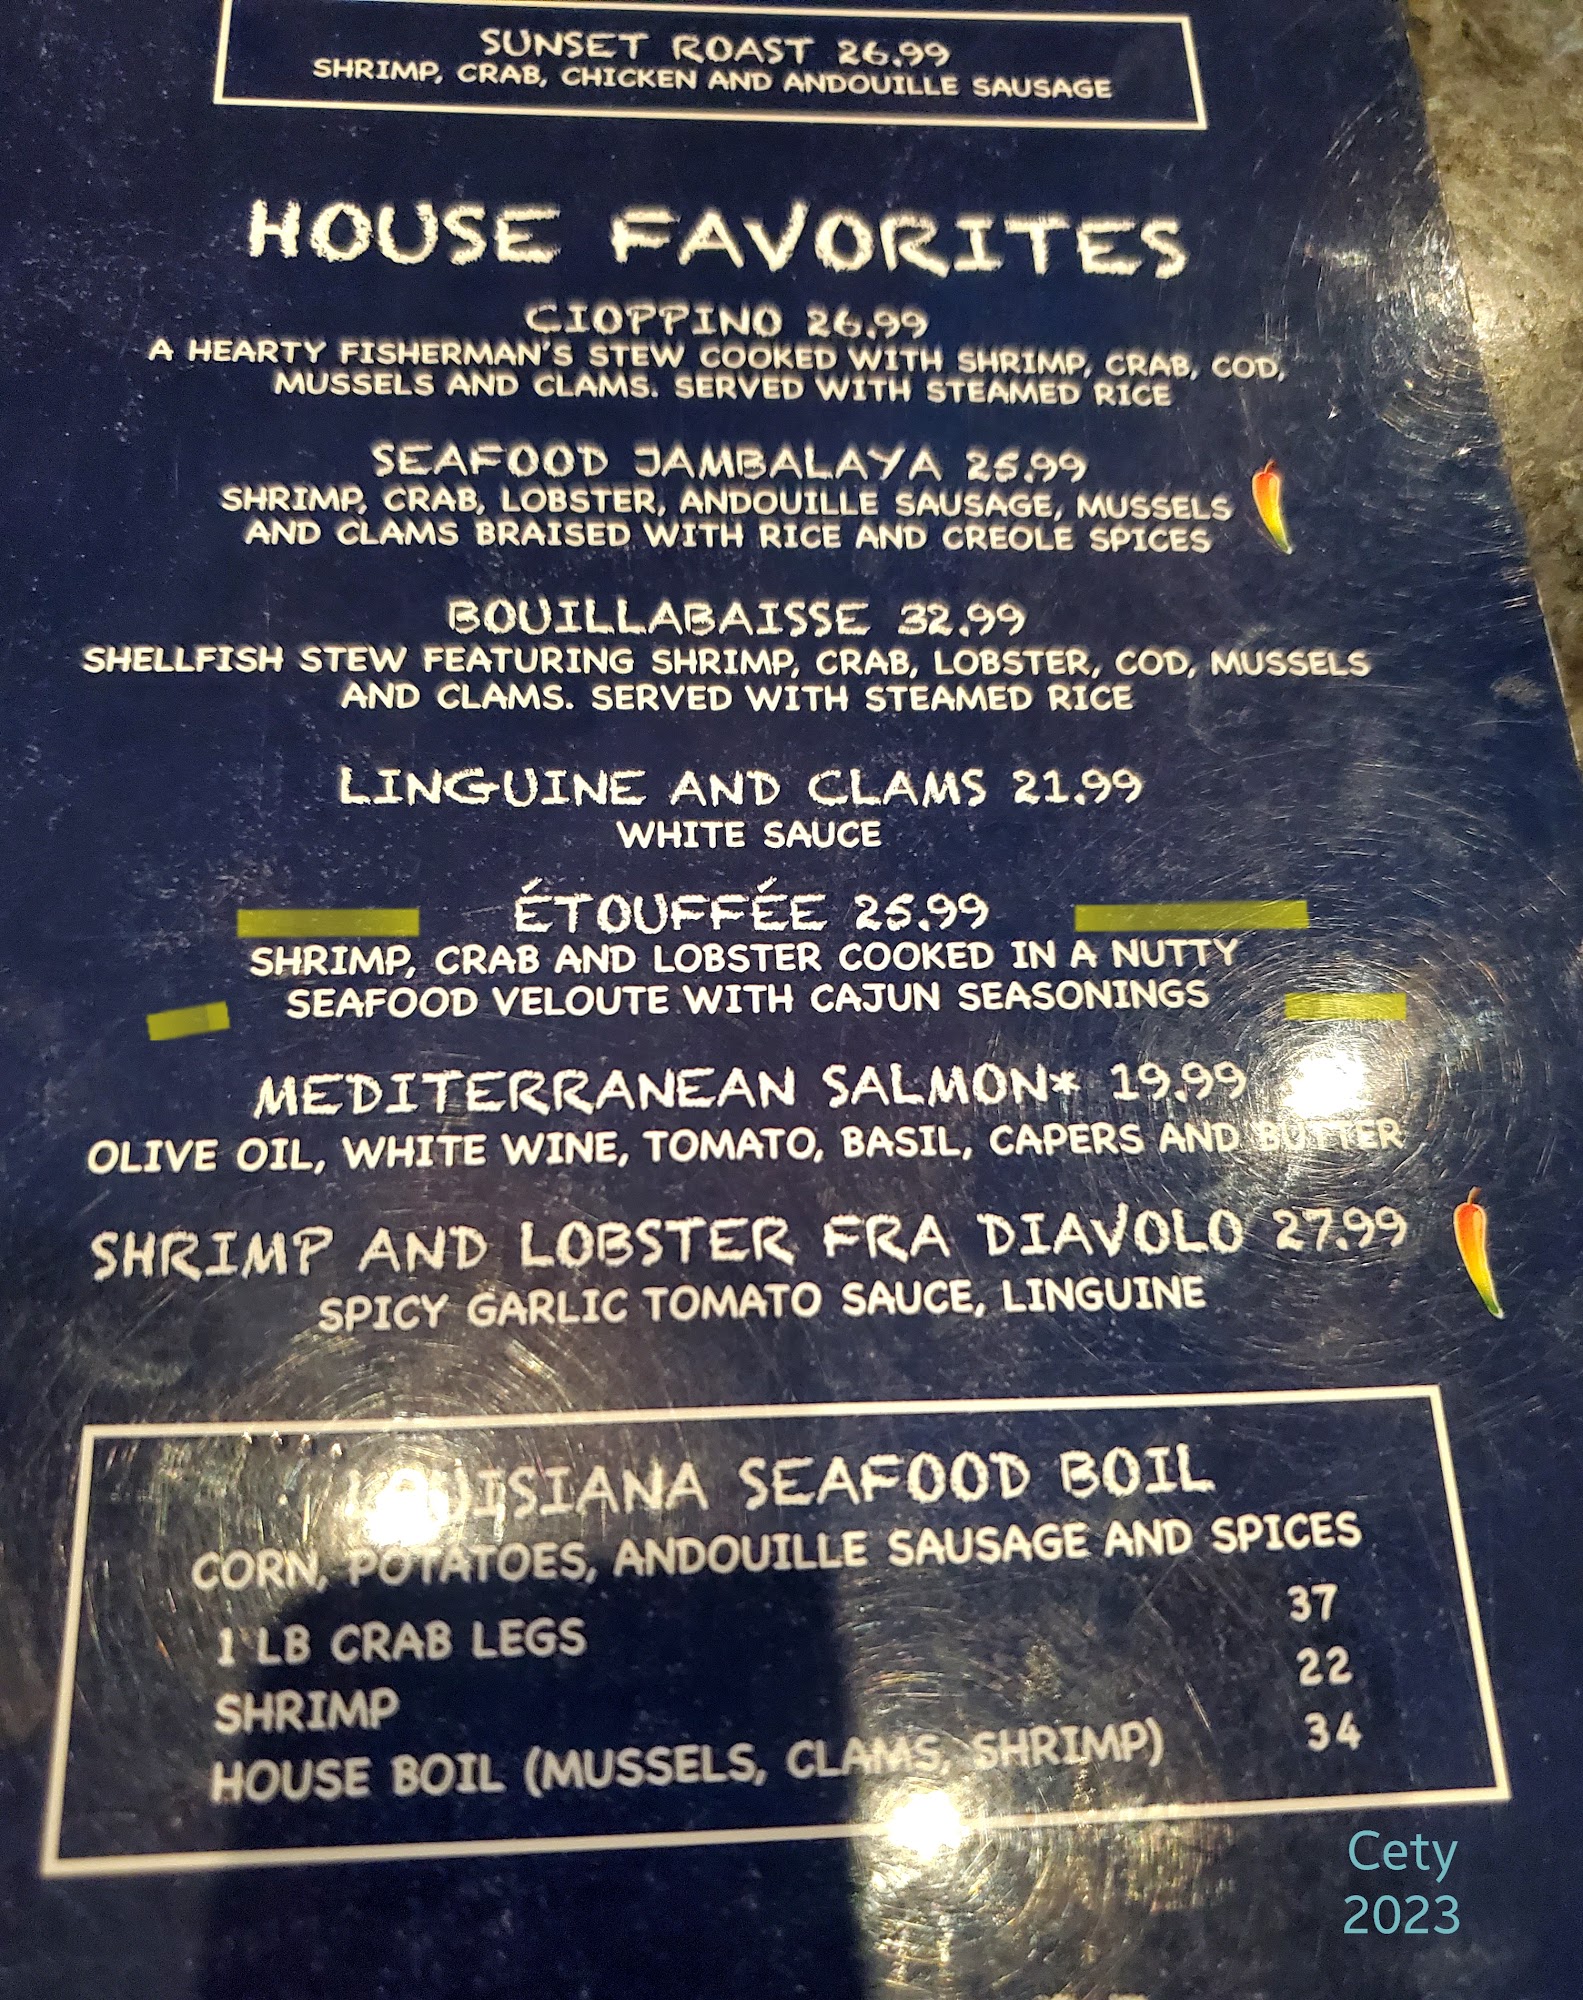 SUNSET ROAST 26.99
SHRIMP, CRAB, CHICKEN AND ANDOUILLE SAUSAGE
HOUSE FAVORITES
CIOPPINO 26.99
A HEARTY FISHERMAN'S STEW COOKED WITH SHRIMP, CRAB, COD,
MUSSELS AND CLAMS. SERVED WITH STEAMED RICE
SEAFOOD JAMBALAYA 25.99
SHRIMP, CRAB, LOBSTER, ANDOUILLE SAUSAGE, MUSSELS
AND CLAMS BRAISED WITH RICE AND CREOLE SPICES
BOUILLABAISSE 32.99
SHELLFISH STEW FEATURING SHRIMP, CRAB, LOBSTER, COD, MUSSELS
AND CLAMS. SERVED WITH STEAMED RICE
LINGUINE AND CLAMS 21.99
WHITE SAUCE
ÉTOUFFÉE 25.99
SHRIMP, CRAB AND LOBSTER COOKED IN A NUTTY
SEAFOOD VELOUTE WITH CAJUN SEASONINGS
MEDITERRANEAN SALMON* 19.99
OLIVE OIL, WHITE WINE, TOMATO, BASIL, CAPERS AND BUTTER
SHRIMP AND LOBSTER FRA DIAVOLO 27.99
SPICY GARLIC TOMATO SAUCE, LINGUINE
LOUISIANA SEAFOOD BOIL
CORN, POTATOES, ANDOUILLE SAUSAGE AND SPICES
1 LB CRAB LEGS 37
SHRIMP 22
HOUSE BOIL (MUSSELS, CLAMS, SHRIMP) 34
Cety
2023